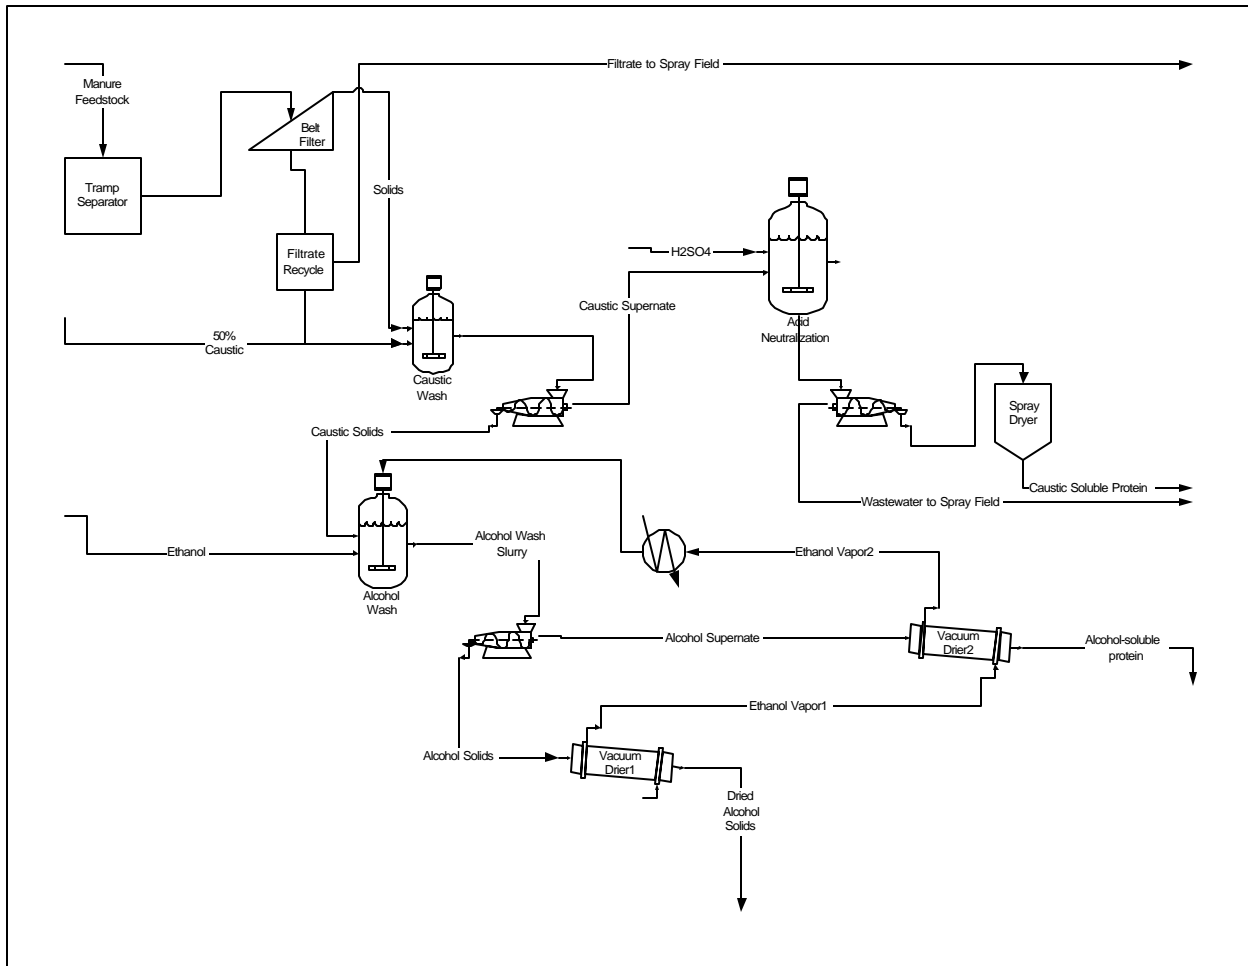 Filtrate to Spray Field
Manure
Feedstock
Belt
Filter
Tramp
Separator
Solids
Filtrate
Recycle
H2SO4
Caustic Supernate
Acid
Neutralization
50%
Caustic
Caustic
Wash
Spray
Dryer
Caustic Solids
Caustic Soluble Protein
Wastewater to Spray Field
Ethanol
Alcohol Wash
Slurry
Ethanol Vapor2
Alcohol
Wash
Alcohol Supernate
Vacuum
Drier2
Alcohol-soluble
protein
Ethanol Vapor1
Alcohol Solids
Vacuum
Drier1
Dried
Alcohol
Solids